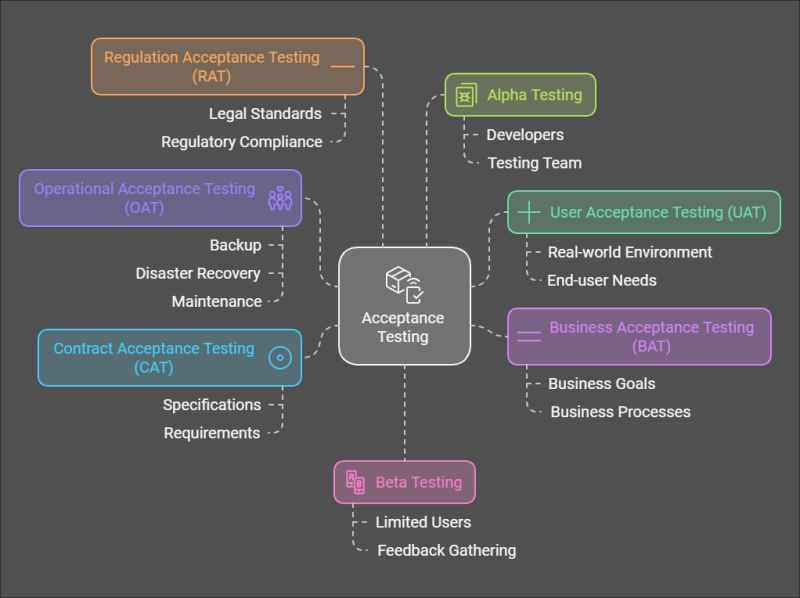 Regulation Acceptance Testing
(RAT)
Legal Standards
Regulatory Compliance
Alpha Testing
Developers
Testing Team
Operational Acceptance Testing
(OAT)
Backup
Disaster Recovery
Maintenance
User Acceptance Testing (UAT)
Real-world Environment
End-user Needs
Acceptance
Testing
Contract Acceptance Testing
(CAT)
Specifications
Requirements
Business Acceptance Testing
(BAT)
Business Goals
Business Processes
Beta Testing
Limited Users
Feedback Gathering